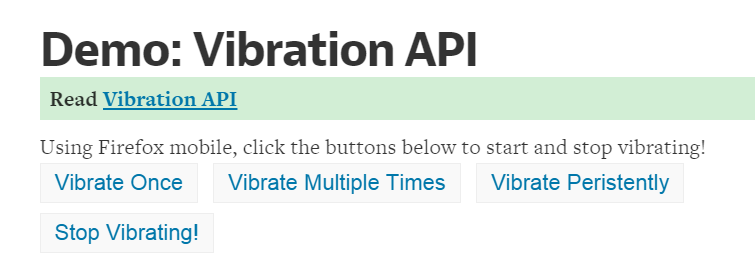 Demo: Vibration API
Read Vibration API
Using Firefox mobile, click the buttons below to start and stop vibrating!
Vibrate Once Vibrate Multiple Times Vibrate Peristently
Stop Vibrating!